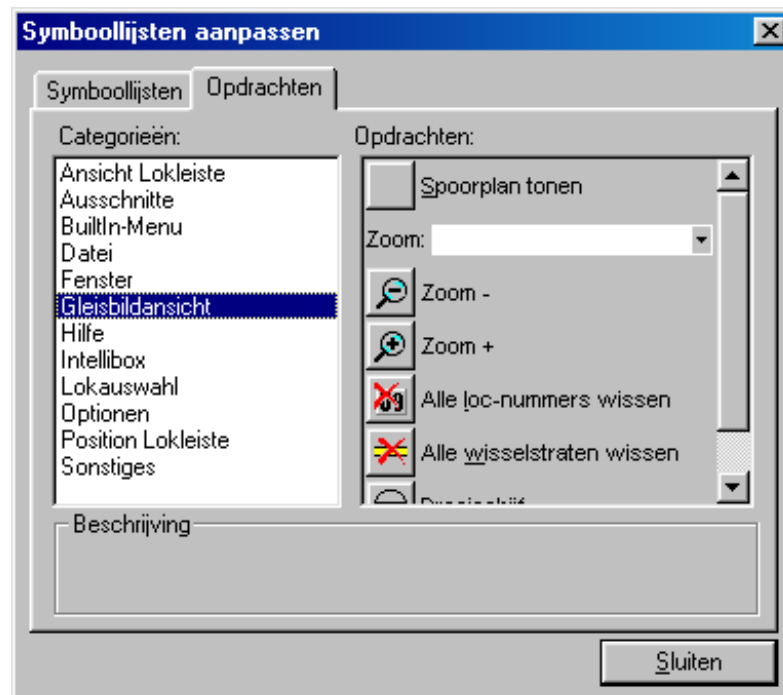 Symboollijsten aanpassen
Symboollijsten
Opdrachten
Categorieën:
Ansicht Lokleiste
Ausschnitte
BuiltIn-Menu
Datei
Fenster
Gleisbildansicht
Hilfe
Intellibox
Lokauswahl
Optionen
Position Lokleiste
Sonstiges
Opdrachten:
Spoorplan tonen
Zoom:
Zoom -
Zoom +
Alle loc-nummers wissen
Alle wisselstraten wissen
Beschrijving
Sluiten